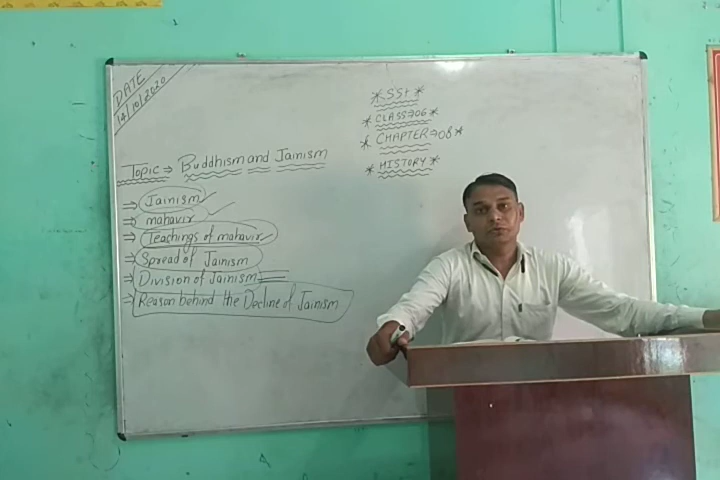 DATE
14/10/2020
*SSt*
*CLASS⇒06*
*CHAPTER⇒08*
*HISTORY*
Topic⇒ Buddhism and Jainism
⇒ Jainism ✓
⇒ mahavir ✓
⇒ Teachings of mahavir ✓
⇒ Spread of Jainism
⇒ Division of Jainism
⇒ Reason behind the Decline of Jainism